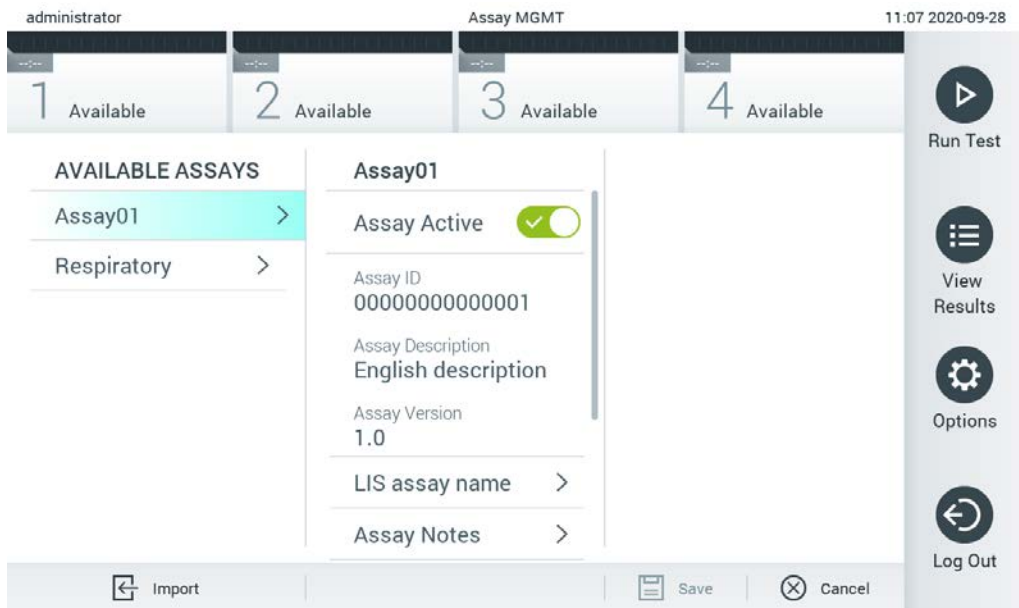 administrator Assay MGMT 11:07 2020-09-28
--:-- --:-- --:-- --:--
1 Available 2 Available 3 Available 4 Available
Run Test
AVAILABLE ASSAYS
Assay01
Respiratory
Assay01
Assay Active
Assay ID
00000000000001
Assay Description
English description
Assay Version
1.0
LIS assay name
Assay Notes
View
Results
Options
Log Out
Import Save Cancel